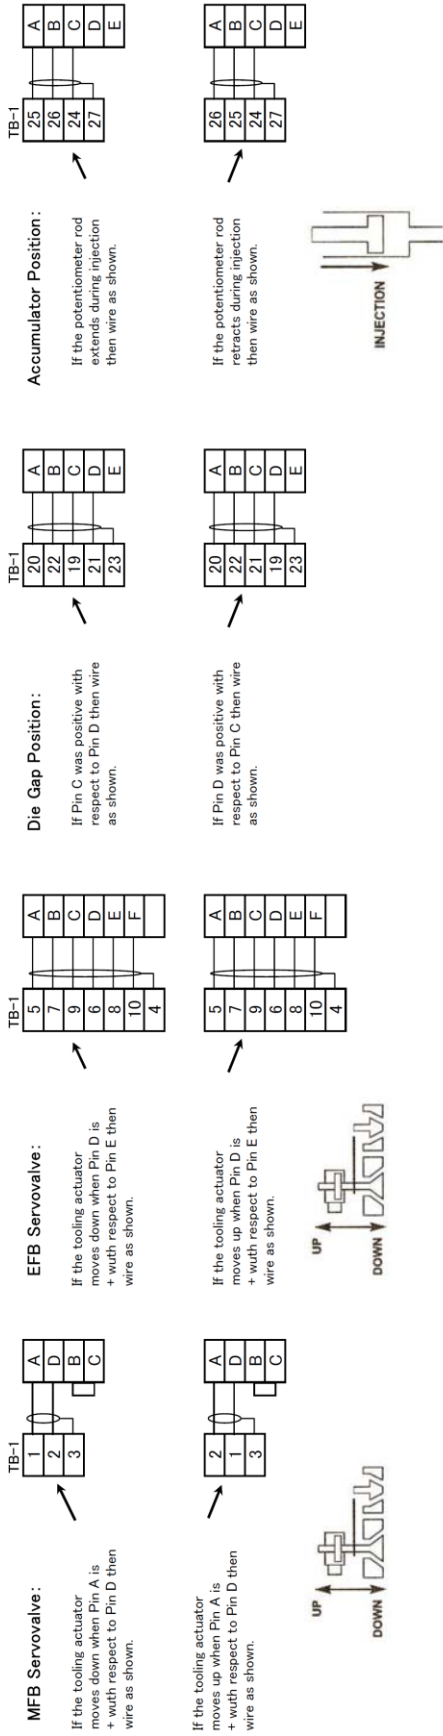 MFB Servovalve:
TB-1
If the tooling actuator
moves down when Pin A is
+ wuth respect to Pin D then
wire as shown.
1 A
2 D
3 B
C
If the tooling actuator
moves up when Pin A is
+ wuth respect to Pin D then
wire as shown.
2 A
1 D
3 B
C
UP
DOWN
EFB Servovalve:
TB-1
If the tooling actuator
moves down when Pin D is
+ wuth respect to Pin E then
wire as shown.
5 A
7 B
9 C
6 D
8 E
10 F
4
If the tooling actuator
moves up when Pin D is
+ wuth respect to Pin E then
wire as shown.
5 A
7 B
9 C
6 D
8 E
10 F
4
UP
DOWN
Die Gap Position:
TB-1
If Pin C was positive with
respect to Pin D then wire
as shown.
20 A
22 B
19 C
21 D
23 E
If Pin D was positive with
respect to Pin C then wire
as shown.
20 A
22 B
21 C
19 D
23 E
Accumulator Position:
TB-1
If the potentiometer rod
extends during injection
then wire as shown.
25 A
26 B
24 C
27 D
E
If the potentiometer rod
retracts during injection
then wire as shown.
26 A
25 B
24 C
27 D
E
INJECTION